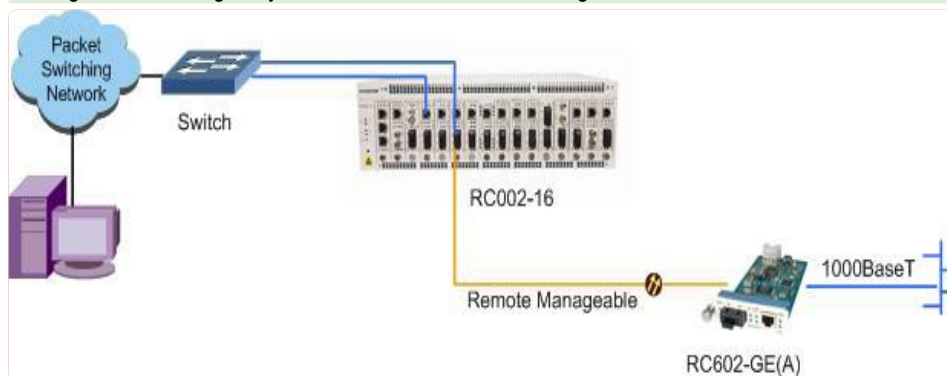 Packet
Switching
Network
Switch
RC002-16
Remote Manageable
1000BaseT
RC602-GE(A)